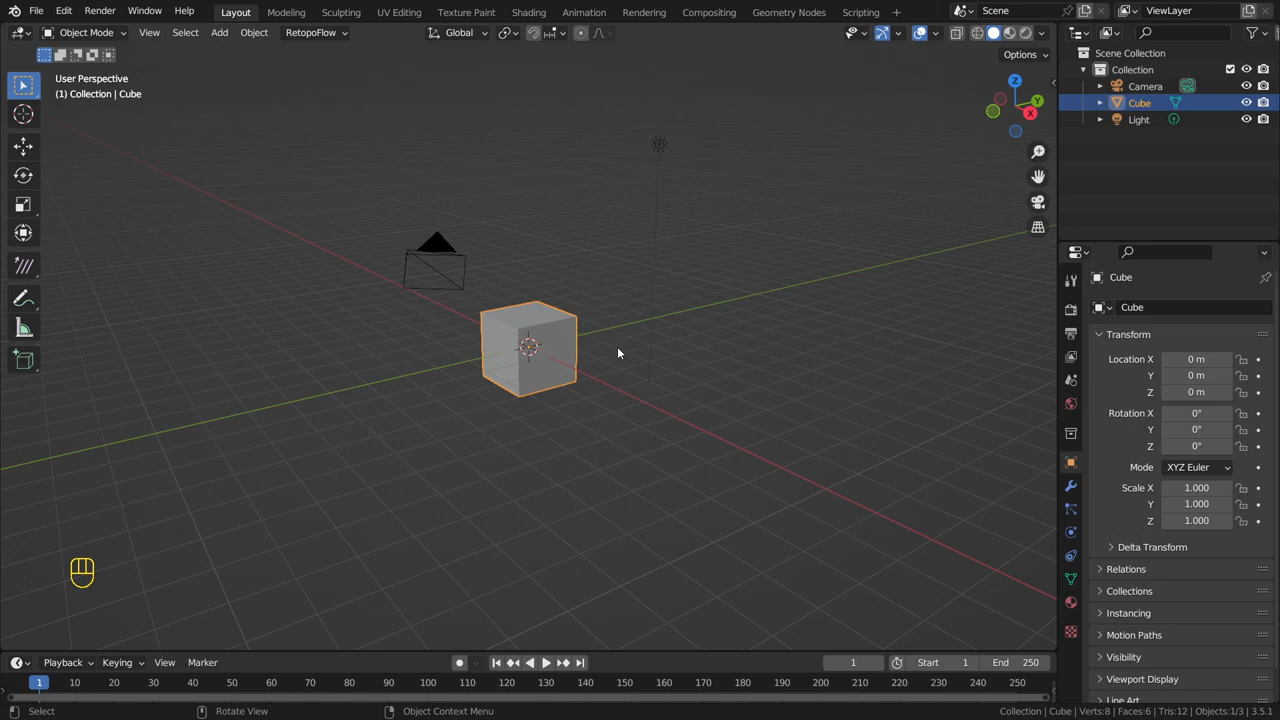 File Edit Render Window Help Layout Modeling Sculpting UV Editing Texture Paint Shading Animation Rendering Compositing Geometry Nodes Scripting + Scene ViewLayer
Object Mode View Select Add Object RetopoFlow Global
Options
User Perspective
(1) Collection | Cube
Z
Y
X
Scene Collection
Collection
Camera
Cube
Light
Cube
Cube
Transform
Location X 0 m
Y 0 m
Z 0 m
Rotation X 0°
Y 0°
Z 0°
Mode XYZ Euler
Scale X 1.000
Y 1.000
Z 1.000
Delta Transform
Relations
Collections
Instancing
Motion Paths
Visibility
Viewport Display
Line Art
Playback Keying View Marker 1 Start 1 End 250
1 10 20 30 40 50 60 70 80 90 100 110 120 130 140 150 160 170 180 190 200 210 220 230 240 250
Select Rotate View Object Context Menu Collection | Cube | Verts:8 | Faces:6 | Tris:12 | Objects:1/3 | 3.5.1